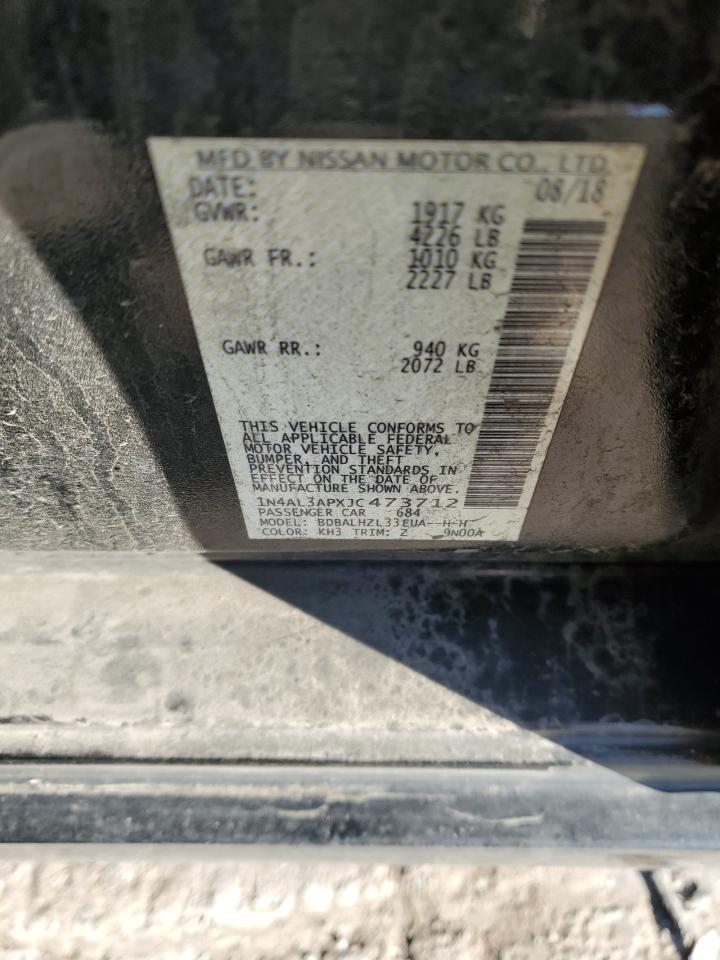 MFD BY NISSAN MOTOR CO., LTD.
DATE: 08/18
GVWR: 1917 KG
4226 LB
GAWR FR.: 1010 KG
2227 LB
GAWR RR.: 940 KG
2072 LB
THIS VEHICLE CONFORMS TO
ALL APPLICABLE FEDERAL
MOTOR VEHICLE SAFETY,
BUMPER, AND THEFT
PREVENTION STANDARDS IN
EFFECT ON THE DATE OF
MANUFACTURE SHOWN ABOVE.
1N4AL3APXJC473712
PASSENGER CAR 684
MODEL: BDBALHZL33EUA--H-H
COLOR: KH3 TRIM: Z 9N00A